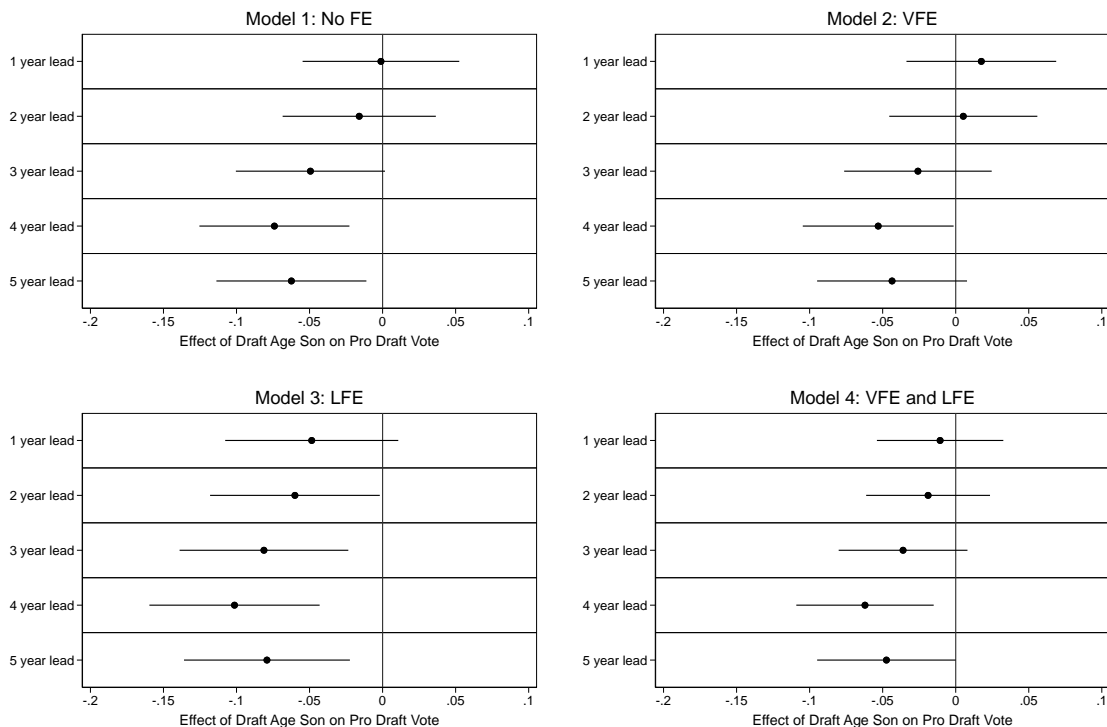 Model 1: No FE
1 year lead
2 year lead
3 year lead
4 year lead
5 year lead
-.2 -.15 -.1 -.05 0 .05 .1
Effect of Draft Age Son on Pro Draft Vote
Model 2: VFE
1 year lead
2 year lead
3 year lead
4 year lead
5 year lead
-.2 -.15 -.1 -.05 0 .05 .1
Effect of Draft Age Son on Pro Draft Vote
Model 3: LFE
1 year lead
2 year lead
3 year lead
4 year lead
5 year lead
-.2 -.15 -.1 -.05 0 .05 .1
Effect of Draft Age Son on Pro Draft Vote
Model 4: VFE and LFE
1 year lead
2 year lead
3 year lead
4 year lead
5 year lead
-.2 -.15 -.1 -.05 0 .05 .1
Effect of Draft Age Son on Pro Draft Vote